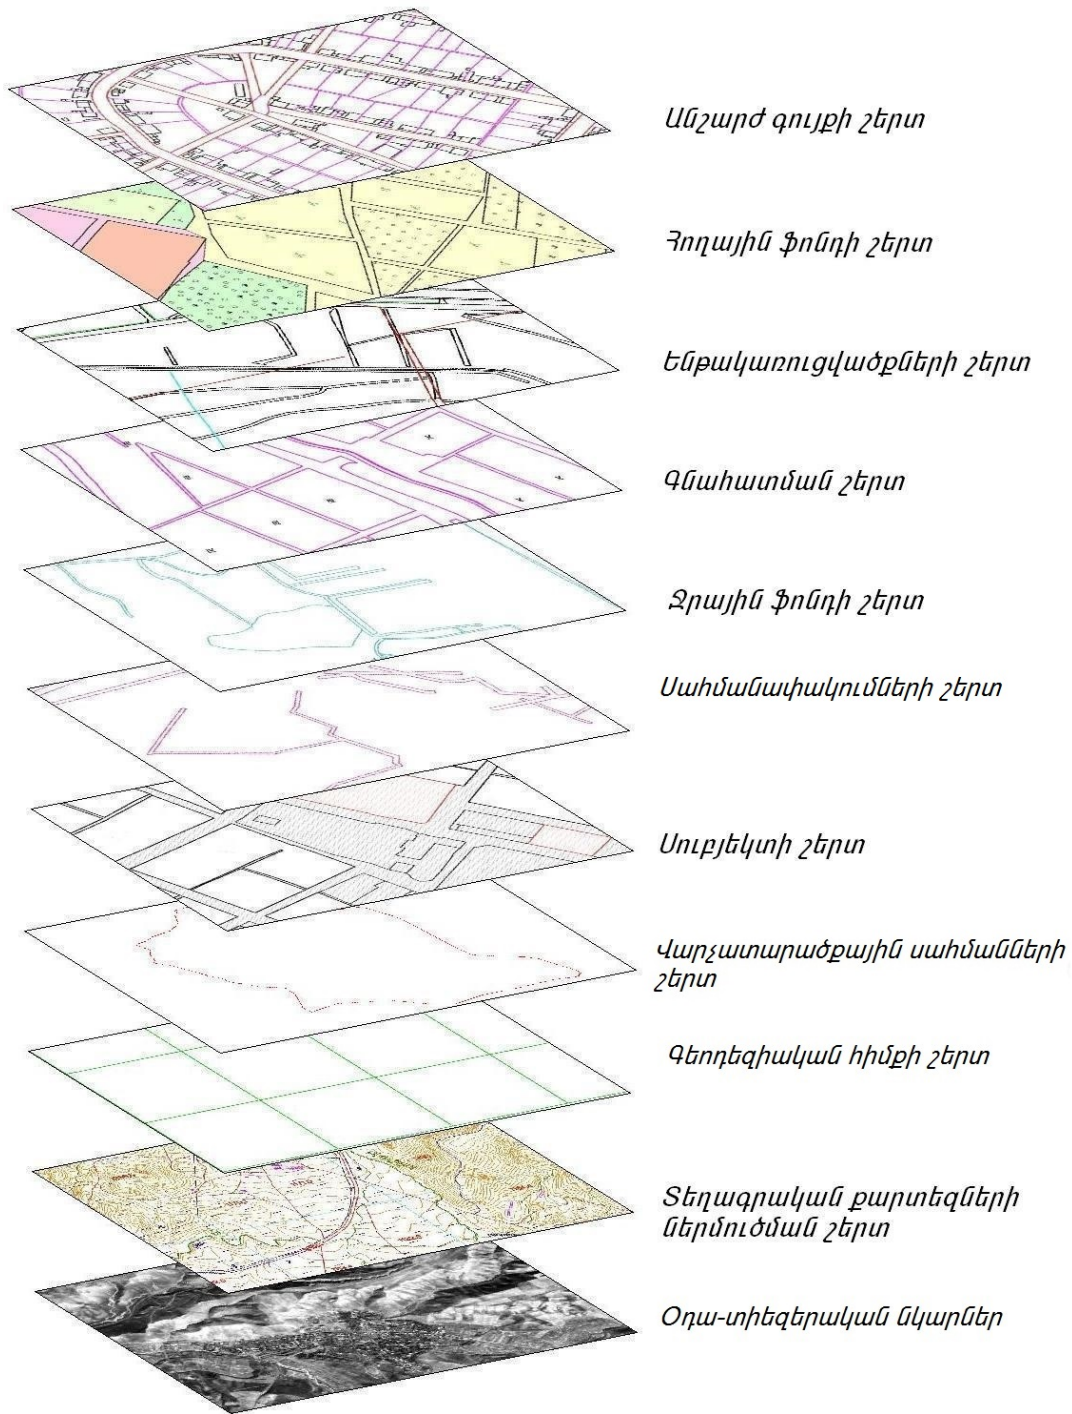 Անշարժ գույքի շերտ
Հողային ֆոնդի շերտ
Ենթակառուցվածքների շերտ
Գնահատման շերտ
Ջրային ֆոնդի շերտ
Սահմանափակումների շերտ
Սուբյեկտի շերտ
Վարչատարածքային սահմանների
շերտ
Գեոդեզիական հիմքի շերտ
Տեղագրական քարտեզների
ներմուծման շերտ
Օդա-տիեզերական նկարներ